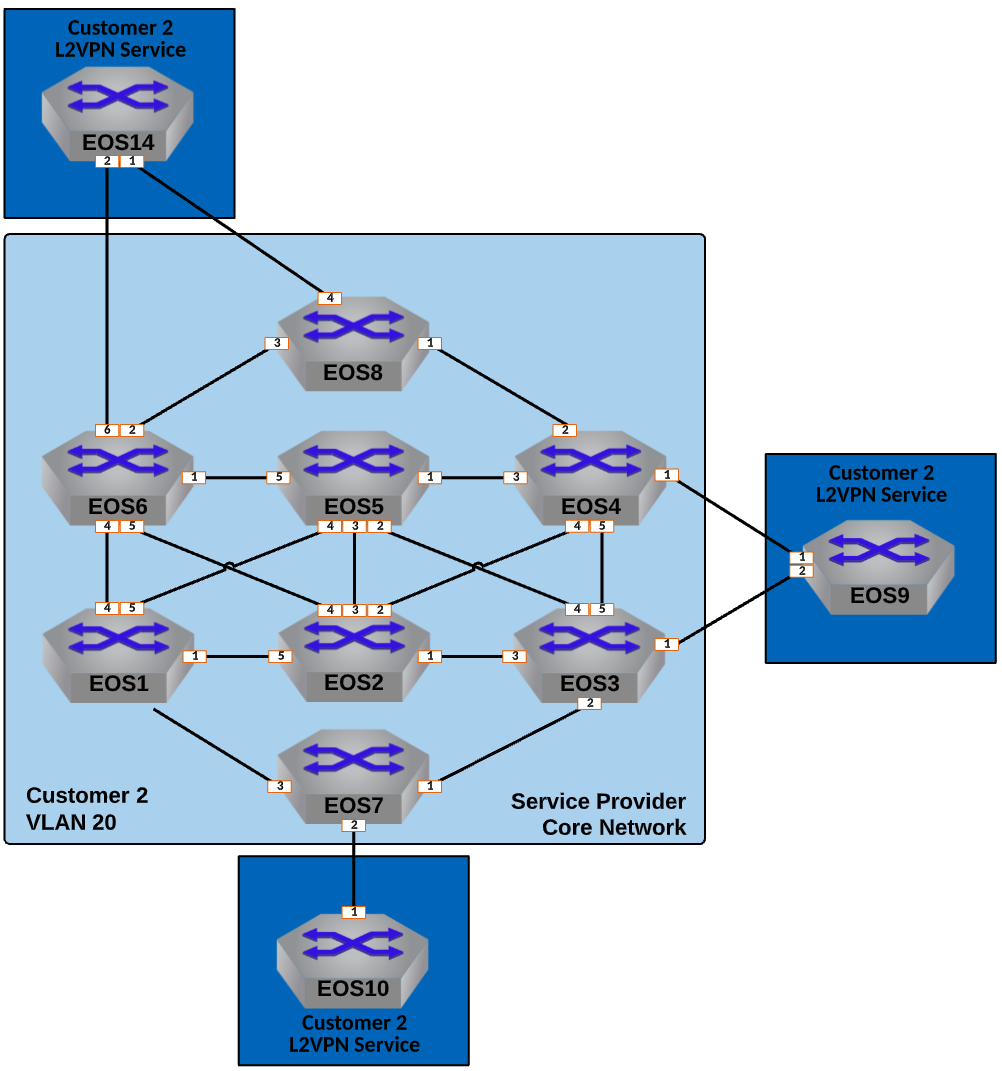 Customer 2
L2VPN Service
EOS14
2 1
4
3 1
EOS8
6 2
2
1 5 1 3 1
EOS6 EOS5 EOS4
4 5 4 3 2 4 5
Customer 2
L2VPN Service
1
2
EOS9
4 5 4 3 2 4 5
1 5 1 3 1
EOS1 EOS2 EOS3
2
3 1
EOS7
2
Customer 2
VLAN 20
Service Provider
Core Network
1
EOS10
Customer 2
L2VPN Service